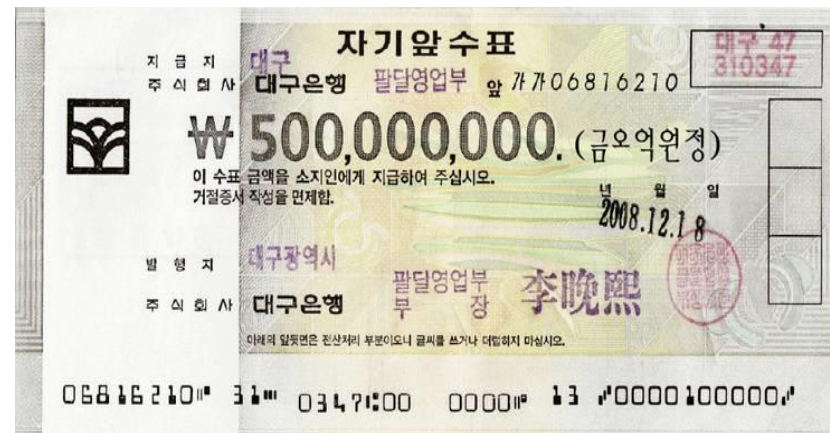 자기앞수표
대구 47
310347
지급지 대구
주식회사 대구은행 팔달영업부 앞 가가06816210
₩500,000,000. (금오억원정)
이 수표 금액을 소지인에게 지급하여 주십시오.
거절증서 작성을 면제함.
년 월 일
2008.12.18
발행지 대구광역시
주식회사 대구은행 팔달영업부
부 장 李晩熙
아래의 앞뒷면은 전산처리 부분이오니 글씨를 쓰거나 더럽히지 마십시오.
06816210⑈ 31⑈ 0347⑆00 0000⑈ 13 ⑇0000100000⑇